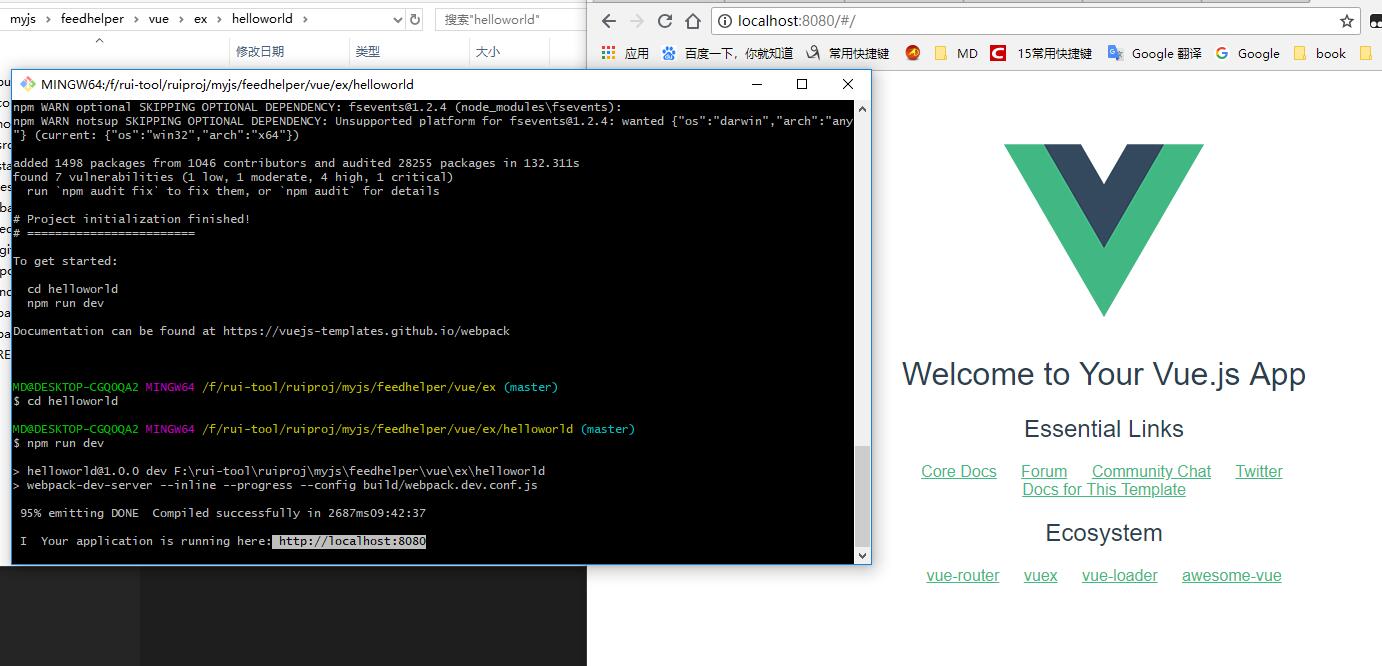 myjs › feedhelper › vue › ex › helloworld ›
搜索"helloworld"
修改日期 类型 大小
MINGW64:/f/rui-tool/ruiproj/myjs/feedhelper/vue/ex/helloworld
npm WARN optional SKIPPING OPTIONAL DEPENDENCY: fsevents@1.2.4 (node_modules\fsevents):
npm WARN notsup SKIPPING OPTIONAL DEPENDENCY: Unsupported platform for fsevents@1.2.4: wanted {"os":"darwin","arch":"any
"} (current: {"os":"win32","arch":"x64"})
added 1498 packages from 1046 contributors and audited 28255 packages in 132.311s
found 7 vulnerabilities (1 low, 1 moderate, 4 high, 1 critical)
run `npm audit fix` to fix them, or `npm audit` for details
# Project initialization finished!
# ========================
To get started:
cd helloworld
npm run dev
Documentation can be found at https://vuejs-templates.github.io/webpack
MD@DESKTOP-CGQOQA2 MINGW64 /f/rui-tool/ruiproj/myjs/feedhelper/vue/ex (master)
$ cd helloworld
MD@DESKTOP-CGQOQA2 MINGW64 /f/rui-tool/ruiproj/myjs/feedhelper/vue/ex/helloworld (master)
$ npm run dev
> helloworld@1.0.0 dev F:\rui-tool\ruiproj\myjs\feedhelper\vue\ex\helloworld
> webpack-dev-server --inline --progress --config build/webpack.dev.conf.js
95% emitting DONE  Compiled successfully in 2687ms09:42:37
I  Your application is running here: http://localhost:8080
localhost:8080/#/
应用 百度一下，你就知道 常用快捷键 MD 15常用快捷键 Google 翻译 Google book
Welcome to Your Vue.js App
Essential Links
Core Docs Forum Community Chat Twitter
Docs for This Template
Ecosystem
vue-router vuex vue-loader awesome-vue